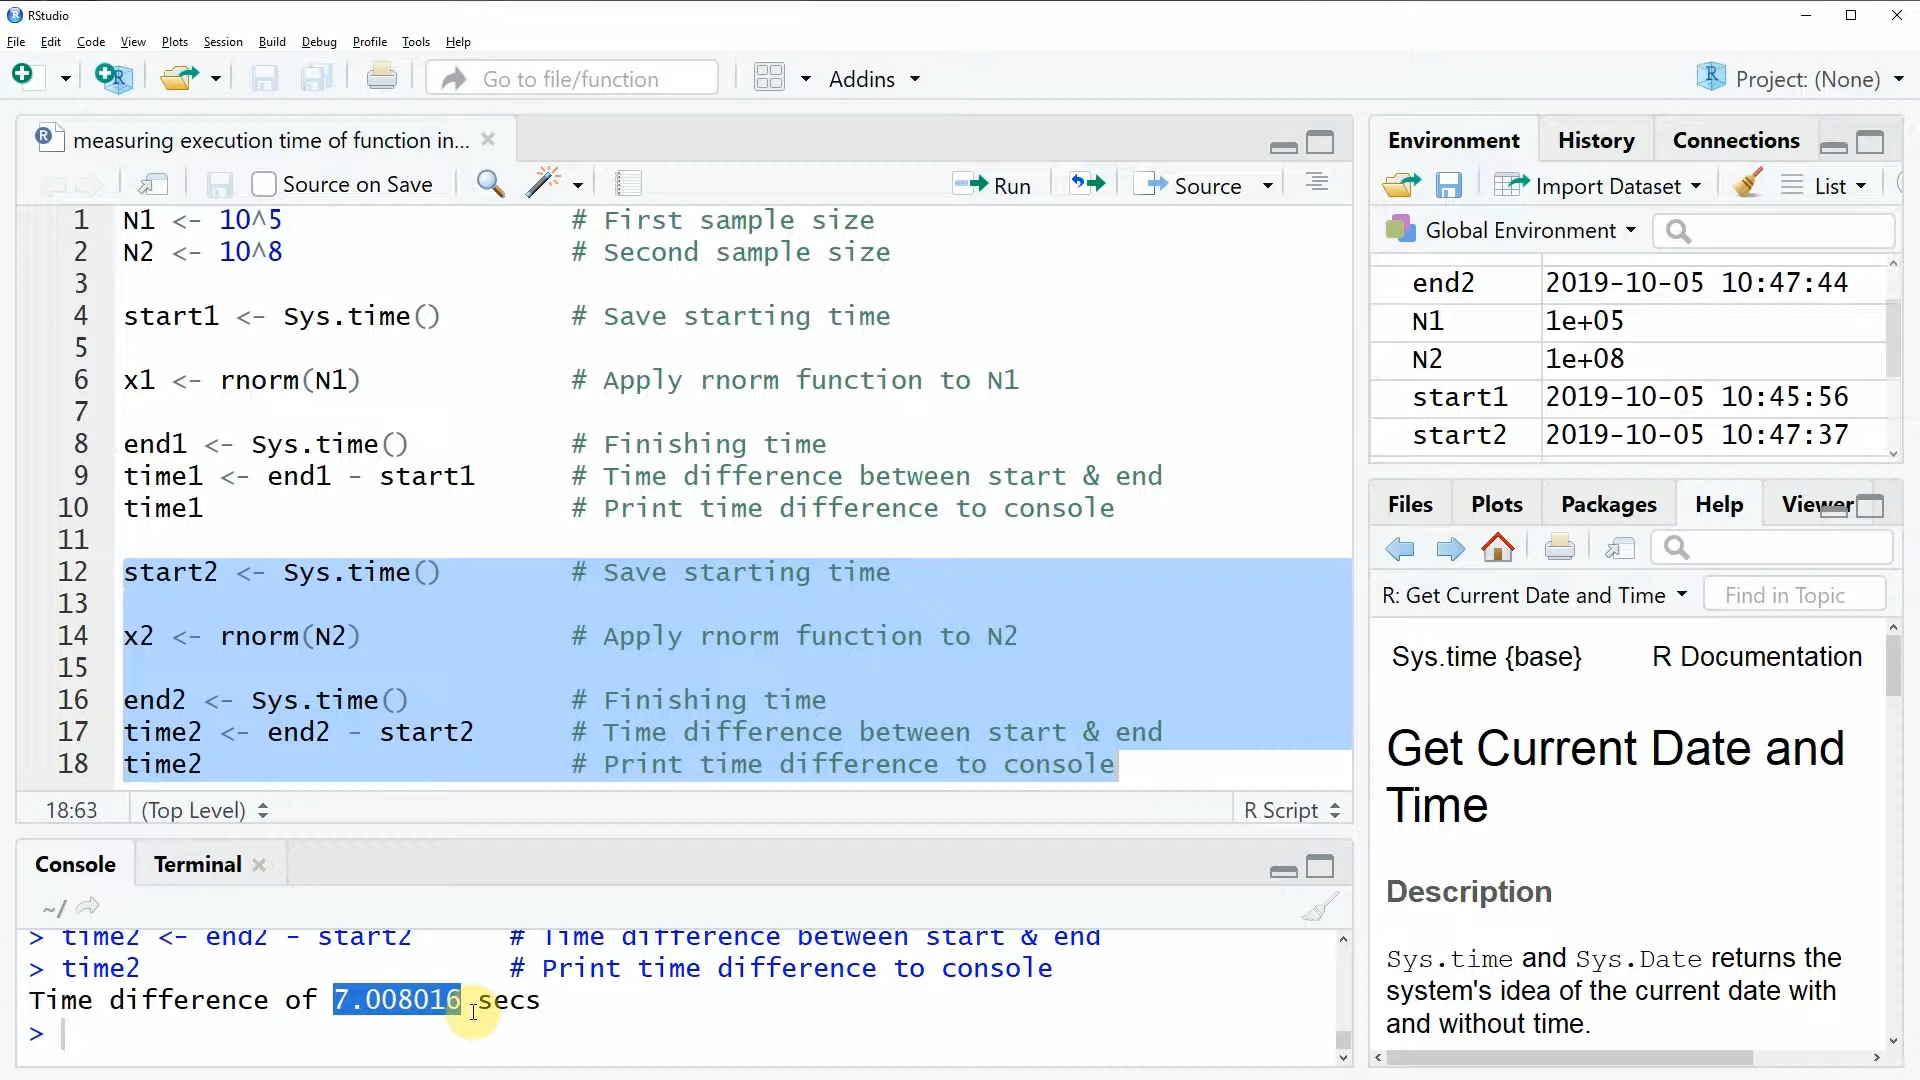 RStudio
File Edit Code View Plots Session Build Debug Profile Tools Help
Go to file/function
Addins
Project: (None)
measuring execution time of function in...
Source on Save
Run
Source
1 N1 <- 10^5 # First sample size
2 N2 <- 10^8 # Second sample size
3
4 start1 <- Sys.time() # Save starting time
5
6 x1 <- rnorm(N1) # Apply rnorm function to N1
7
8 end1 <- Sys.time() # Finishing time
9 time1 <- end1 - start1 # Time difference between start & end
10 time1 # Print time difference to console
11
12 start2 <- Sys.time() # Save starting time
13
14 x2 <- rnorm(N2) # Apply rnorm function to N2
15
16 end2 <- Sys.time() # Finishing time
17 time2 <- end2 - start2 # Time difference between start & end
18 time2 # Print time difference to console
18:63 (Top Level) R Script
Console Terminal
~/
> time2 <- end2 - start2 # Time difference between start & end
> time2 # Print time difference to console
Time difference of 7.008016 secs
>
Environment History Connections
Import Dataset List
Global Environment
end2 2019-10-05 10:47:44
N1 1e+05
N2 1e+08
start1 2019-10-05 10:45:56
start2 2019-10-05 10:47:37
Files Plots Packages Help Viewer
R: Get Current Date and Time Find in Topic
Sys.time {base} R Documentation
Get Current Date and
Time
Description
Sys.time and Sys.Date returns the
system's idea of the current date with
and without time.